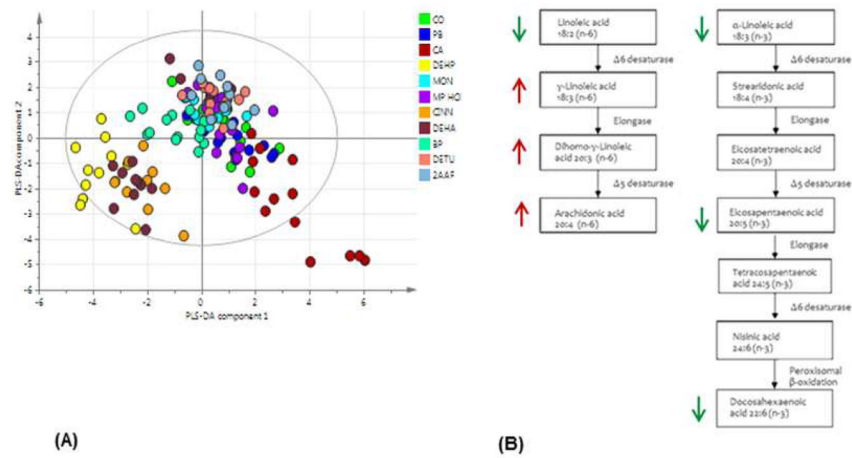 4
3
2
1
0
-1
-2
-3
-4
-5
-6
PLS-DA component 2
-6
-4
-2
0
2
4
6
PLS-DA component 1
CO
PB
CA
DEHP
MON
MP HO
CINN
DEHA
BP
DETU
2AAF
(A)
Linoleic acid
18:2 (n-6)
Δ6 desaturase
γ-Linoleic acid
18:3 (n-6)
Elongase
Dihomo-γ-Linoleic
acid 20:3 (n-6)
Δ5 desaturase
Arachidonic acid
20:4 (n-6)
α-Linoleic acid
18:3 (n-3)
Δ6 desaturase
Strearidonic acid
18:4 (n-3)
Elongase
Eicosatetraenoic acid
20:4 (n-3)
Δ5 desaturase
Eicosapentaenoic acid
20:5 (n-3)
Elongase
Tetracosapentaenoic
acid 24:5 (n-3)
Δ6 desaturase
Nisinic acid
24:6 (n-3)
Peroxisomal
β-oxidation
Docosahexaenoic
acid 22:6 (n-3)
(B)